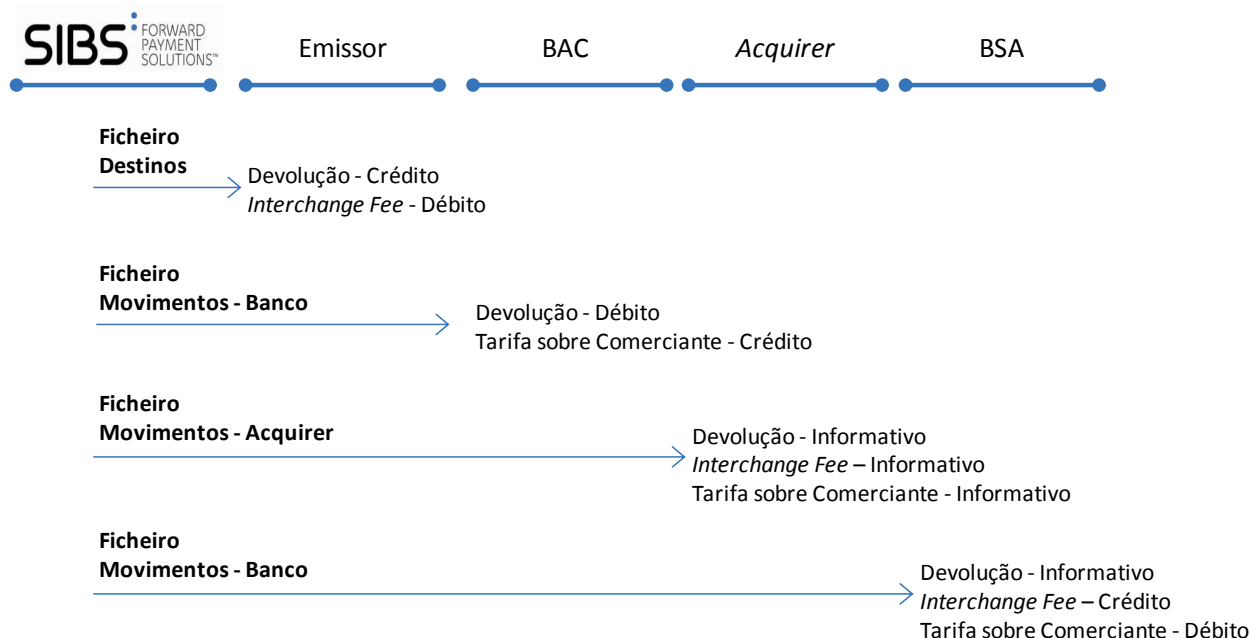 SIBS FORWARD
PAYMENT
SOLUTIONS™
Emissor
BAC
Acquirer
BSA
Ficheiro
Destinos
Devolução - Crédito
Interchange Fee - Débito
Ficheiro
Movimentos - Banco
Devolução - Débito
Tarifa sobre Comerciante - Crédito
Ficheiro
Movimentos - Acquirer
Devolução - Informativo
Interchange Fee – Informativo
Tarifa sobre Comerciante - Informativo
Ficheiro
Movimentos - Banco
Devolução - Informativo
Interchange Fee – Crédito
Tarifa sobre Comerciante - Débito